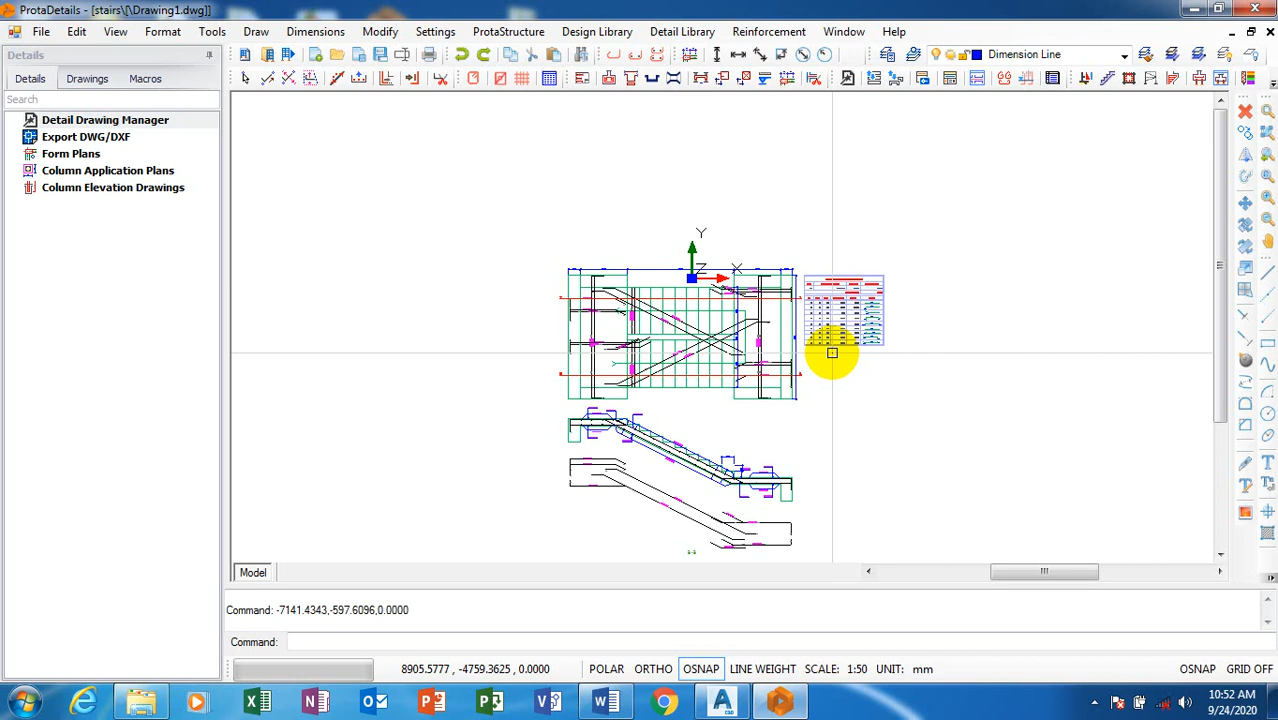 ProtaDetails - [stairs\[\Drawing1.dwg]]
File Edit View Format Tools Draw Dimensions Modify Settings ProtaStructure Design Library Detail Library Reinforcement Window Help
Details
Dimension Line
Details Drawings Macros
Search
Detail Drawing Manager
Export DWG/DXF
Form Plans
Column Application Plans
Column Elevation Drawings
Y
Z
X
Model
Command: -7141.4343,-597.6096,0.0000
Command:
8905.5777 , -4759.3625 , 0.0000 POLAR ORTHO OSNAP LINE WEIGHT SCALE: 1:50 UNIT: mm OSNAP GRID OFF
10:52 AM
9/24/2020